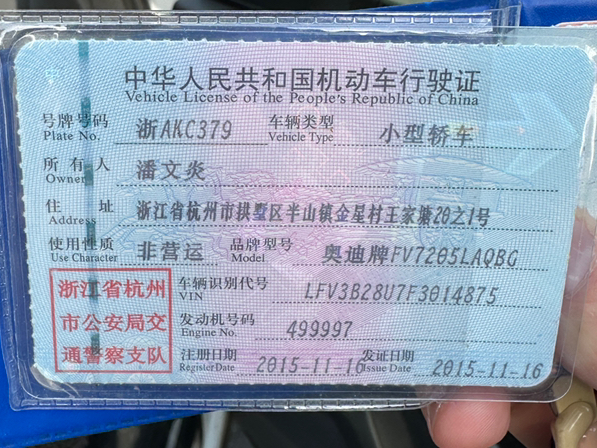 中华人民共和国机动车行驶证
Vehicle License of the People's Republic of China
号牌号码 Plate No. 浙AKC379 车辆类型 Vehicle Type 小型轿车
所有人 Owner 潘文炎
住址 Address 浙江省杭州市拱墅区半山镇金星村王家塘20之1号
使用性质 Use Character 非营运 品牌型号 Model 奥迪牌FV7205LAQBG
浙江省杭州市公安局交通警察支队
车辆识别代号 VIN LFV3B28U7F3014875
发动机号码 Engine No. 499997
注册日期 Register Date 2015-11-16 发证日期 Issue Date 2015-11-16